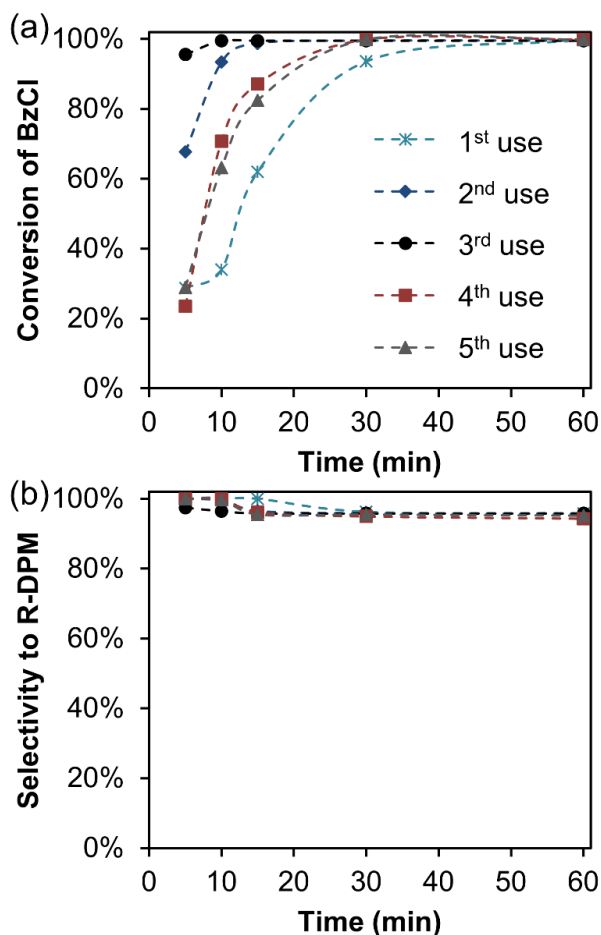 (a)
Conversion of BzCl
100%
80%
60%
40%
20%
0%
1st use
2nd use
3rd use
4th use
5th use
0 10 20 30 40 50 60
Time (min)
(b)
Selectivity to R-DPM
100%
80%
60%
40%
20%
0%
0 10 20 30 40 50 60
Time (min)